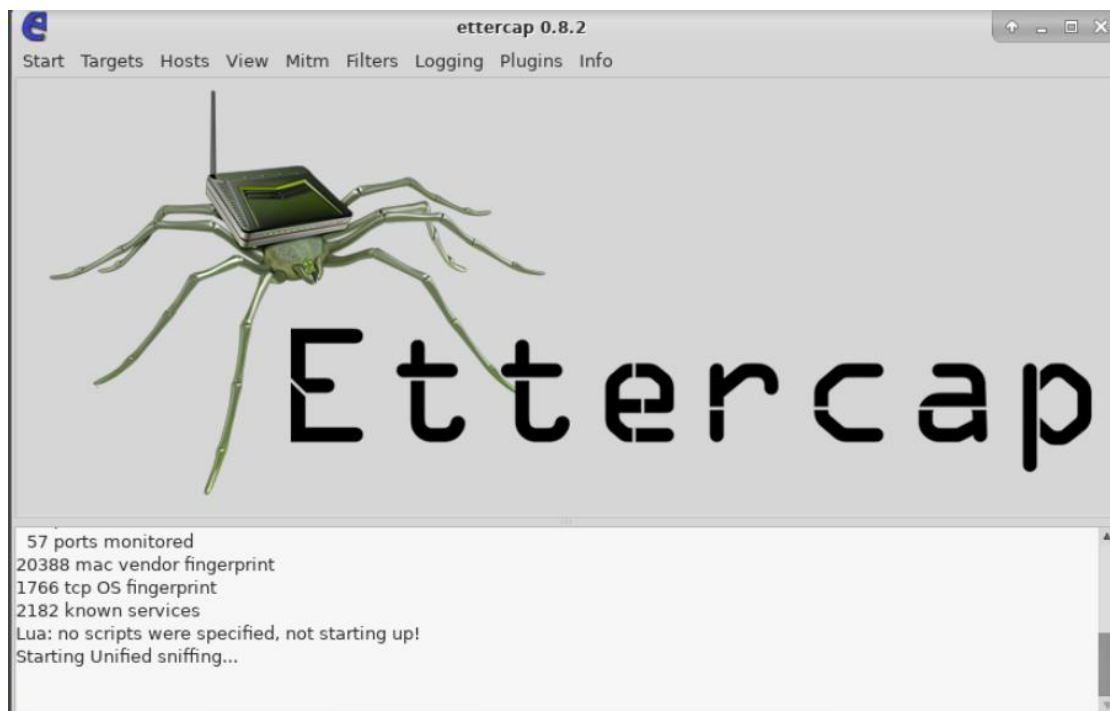 ettercap 0.8.2
Start Targets Hosts View Mitm Filters Logging Plugins Info
Ettercap
57 ports monitored
20388 mac vendor fingerprint
1766 tcp OS fingerprint
2182 known services
Lua: no scripts were specified, not starting up!
Starting Unified sniffing...